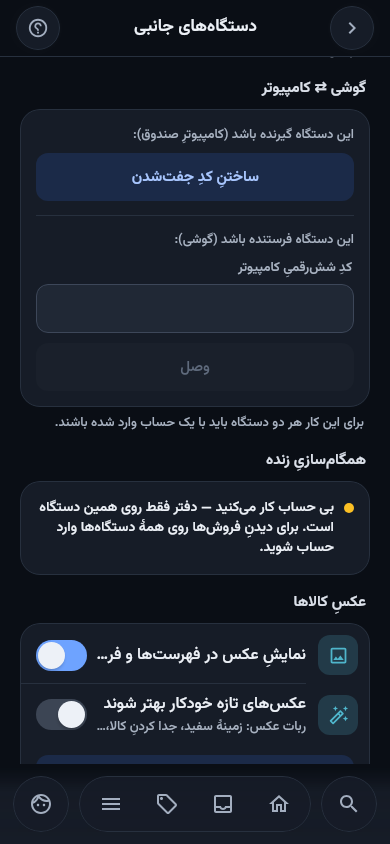 دستگاه‌های جانبی
گوشی ⇄ کامپیوتر
این دستگاه گیرنده باشد (کامپیوترِ صندوق):
ساختنِ کدِ جفت‌شدن
این دستگاه فرستنده باشد (گوشی):
کدِ شش‌رقمیِ کامپیوتر
وصل
برای این کار هر دو دستگاه باید با یک حساب وارد شده باشند.
همگام‌سازیِ زنده
بی حساب کار می‌کنید — دفتر فقط روی همین دستگاه
است. برای دیدنِ فروش‌ها روی همهٔ دستگاه‌ها وارد
حساب شوید.
عکسِ کالاها
نمایشِ عکس در فهرست‌ها و فر...
عکس‌های تازه خودکار بهتر شوند
ربات عکس: زمینهٔ سفید، جدا کردنِ کالا،...